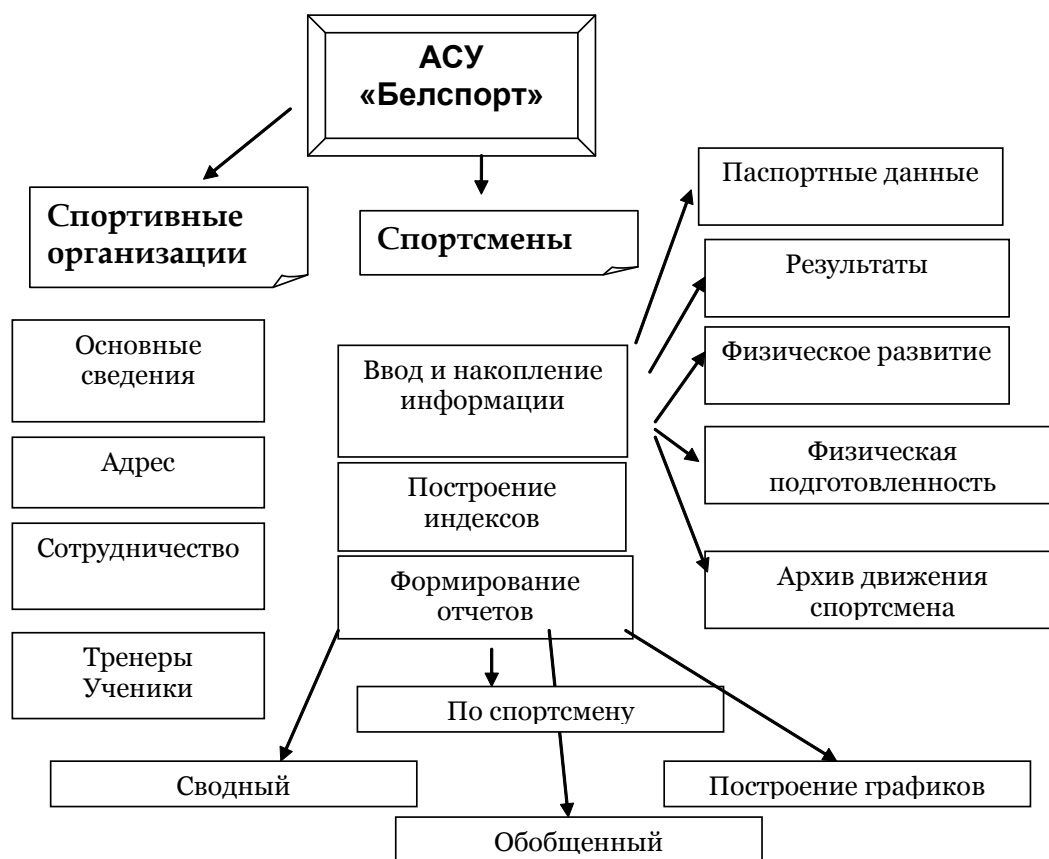 АСУ
«Белспорт»
Спортивные
организации
Спортсмены
Паспортные данные
Результаты
Физическое развитие
Физическая
подготовленность
Архив движения
спортсмена
Основные
сведения
Адрес
Сотрудничество
Тренеры
Ученики
Ввод и накопление
информации
Построение
индексов
Формирование
отчетов
По спортсмену
Сводный
Построение графиков
Обобщенный